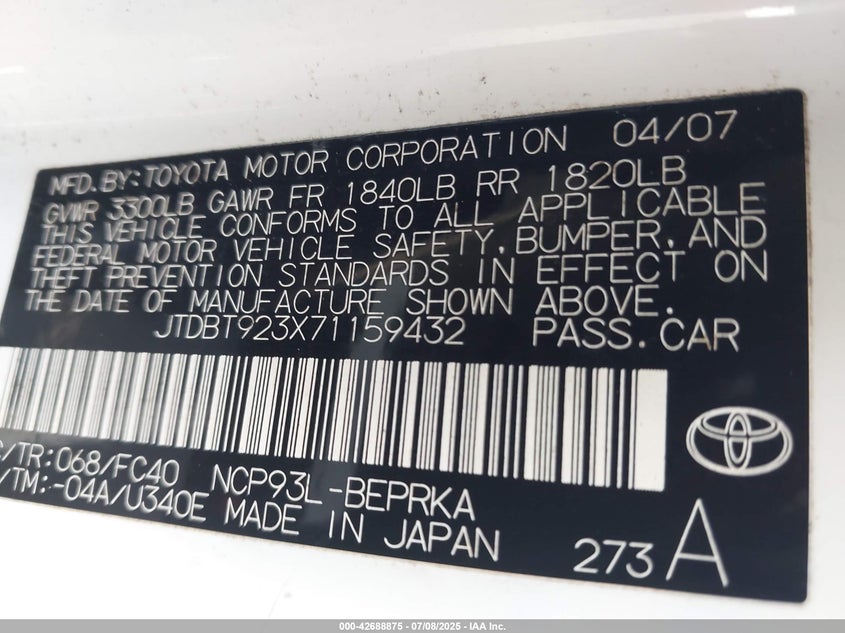 MFD.BY:TOYOTA MOTOR CORPORATION 04/07
GVWR 3300LB GAWR FR 1840LB RR 1820LB
THIS VEHICLE CONFORMS TO ALL APPLICABLE
FEDERAL MOTOR VEHICLE SAFETY, BUMPER, AND
THEFT PREVENTION STANDARDS IN EFFECT ON
THE DATE OF MANUFACTURE SHOWN ABOVE.
JTDBT923X71159432 PASS.CAR
/TR:068/FC40 NCP93L-BEPRKA
/TM:-04A/U340E MADE IN JAPAN 273 A
000-42688875 | 07/08/2025 - IAA Inc.